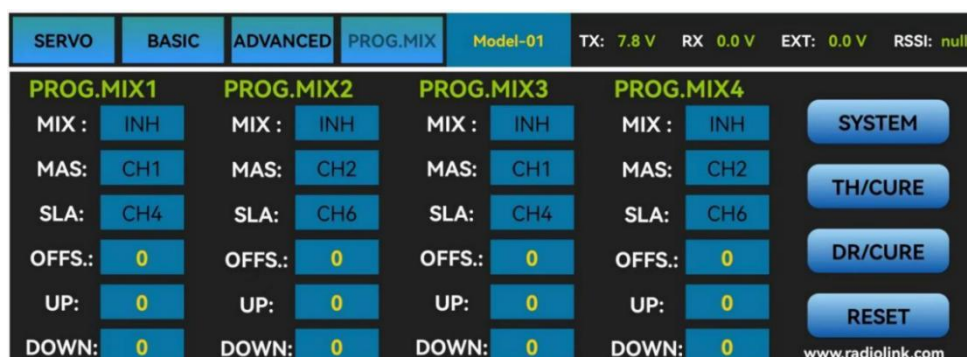 SERVO BASIC ADVANCED PROG.MIX Model-01 TX: 7.8 V RX 0.0 V EXT: 0.0 V RSSI: null
PROG.MIX1 PROG.MIX2 PROG.MIX3 PROG.MIX4
MIX : INH MIX : INH MIX : INH MIX : INH SYSTEM
MAS: CH1 MAS: CH2 MAS: CH1 MAS: CH2 TH/CURE
SLA: CH4 SLA: CH6 SLA: CH4 SLA: CH6
OFFS.: 0 OFFS.: 0 OFFS.: 0 OFFS.: 0 DR/CURE
UP: 0 UP: 0 UP: 0 UP: 0 RESET
DOWN: 0 DOWN: 0 DOWN: 0 DOWN: 0 www.radiolink.com